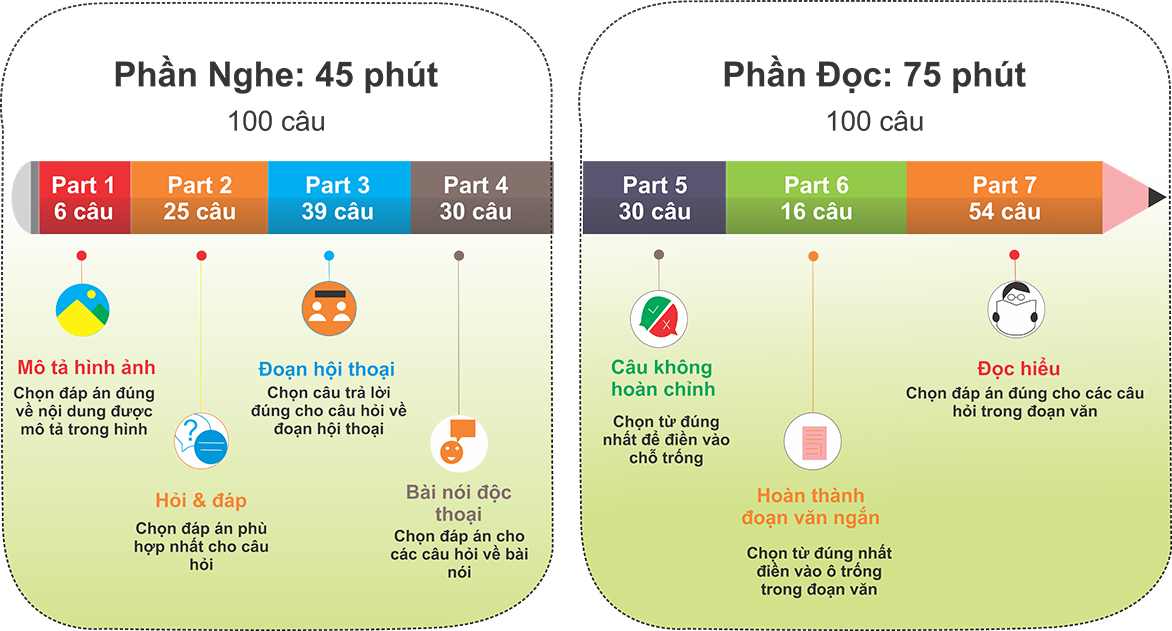 Phần Nghe: 45 phút
100 câu
Part 1
6 câu
Part 2
25 câu
Part 3
39 câu
Part 4
30 câu
Mô tả hình ảnh
Chọn đáp án đúng
về nội dung được
mô tả trong hình
?
Hỏi & đáp
Chọn đáp án phù
hợp nhất cho câu
hỏi
Đoạn hội thoại
Chọn câu trả lời
đúng cho câu hỏi về
đoạn hội thoại
Bài nói độc
thoại
Chọn đáp án cho
các câu hỏi về bài
nói
Phần Đọc: 75 phút
100 câu
Part 5
30 câu
Part 6
16 câu
Part 7
54 câu
Câu không
hoàn chỉnh
Chọn từ đúng
nhất để điền vào
chỗ trống
Hoàn thành
đoạn văn ngắn
Chọn từ đúng nhất
điền vào ô trống
trong đoạn văn
Đọc hiểu
Chọn đáp án đúng cho các câu
hỏi trong đoạn văn